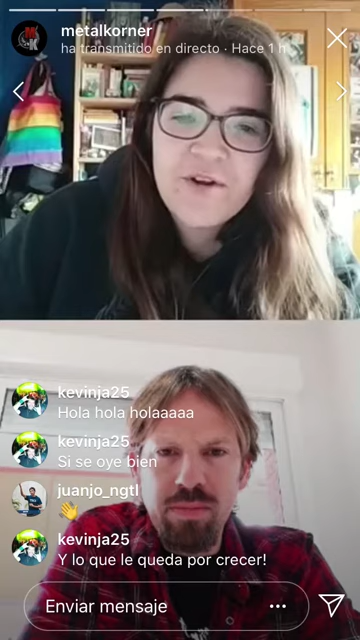 metalkorner
ha transmitido en directo · Hace 1 h
kevinja25
Hola hola holaaaaa
kevinja25
Si se oye bien
juanjo_ngtl
kevinja25
Y lo que le queda por crecer!
Enviar mensaje